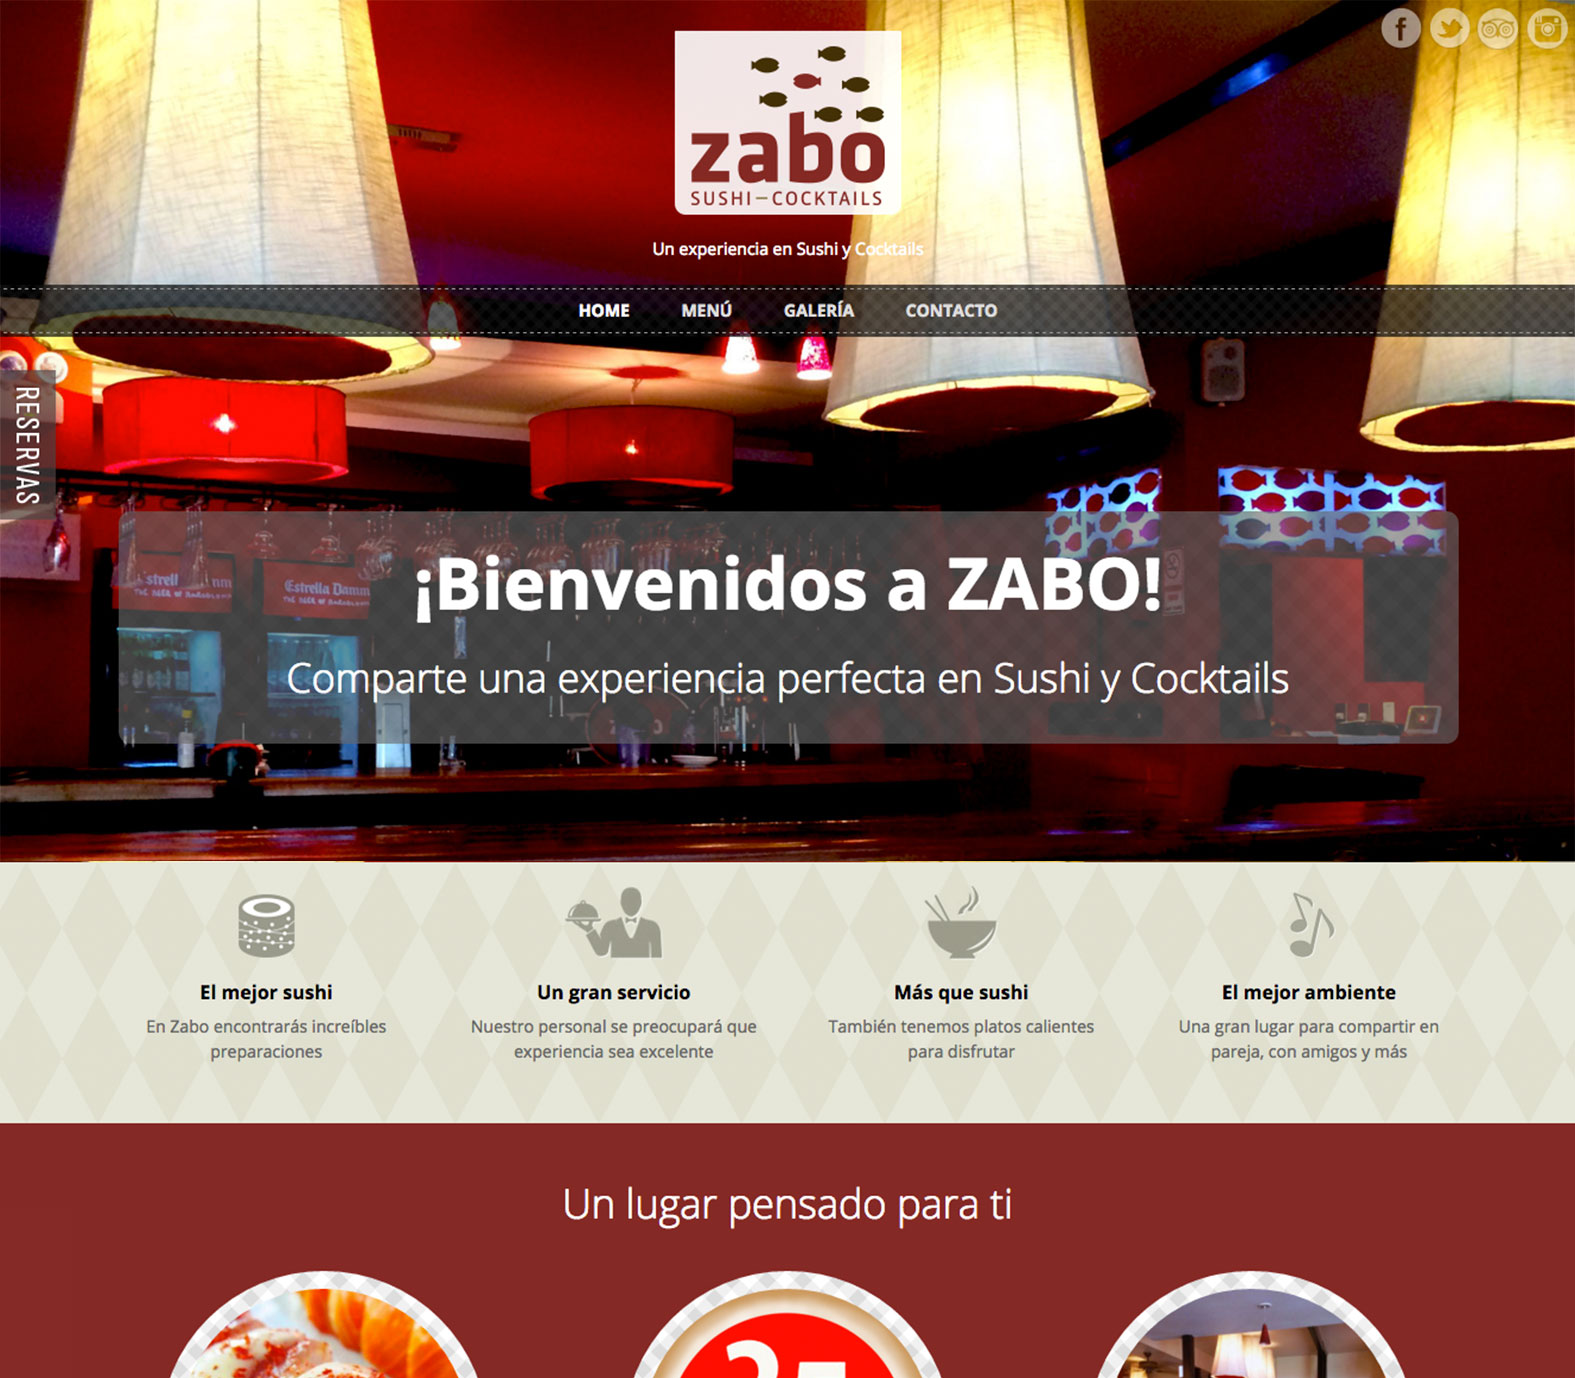 zabo
SUSHI–COCKTAILS
Un experiencia en Sushi y Cocktails
HOME MENÚ GALERÍA CONTACTO
RESERVAS
Estrella Damm
¡Bienvenidos a ZABO!
Comparte una experiencia perfecta en Sushi y Cocktails
El mejor sushi
En Zabo encontrarás increíbles
preparaciones
Un gran servicio
Nuestro personal se preocupará que
experiencia sea excelente
Más que sushi
También tenemos platos calientes
para disfrutar
El mejor ambiente
Una gran lugar para compartir en
pareja, con amigos y más
Un lugar pensado para ti